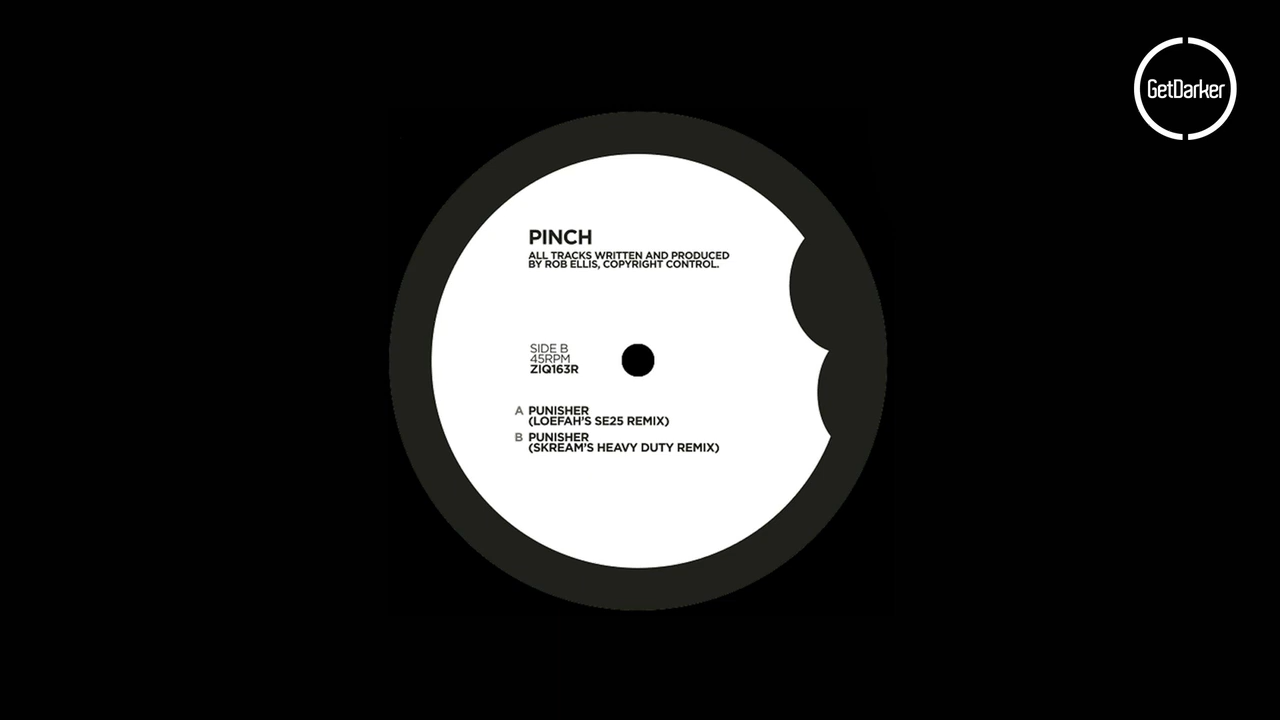 GetDarker
PINCH
ALL TRACKS WRITTEN AND PRODUCED
BY ROB ELLIS, COPYRIGHT CONTROL.
SIDE B
45RPM
ZIQ163R
A PUNISHER
(LOEFAH'S SE25 REMIX)
B PUNISHER
(SKREAM'S HEAVY DUTY REMIX)